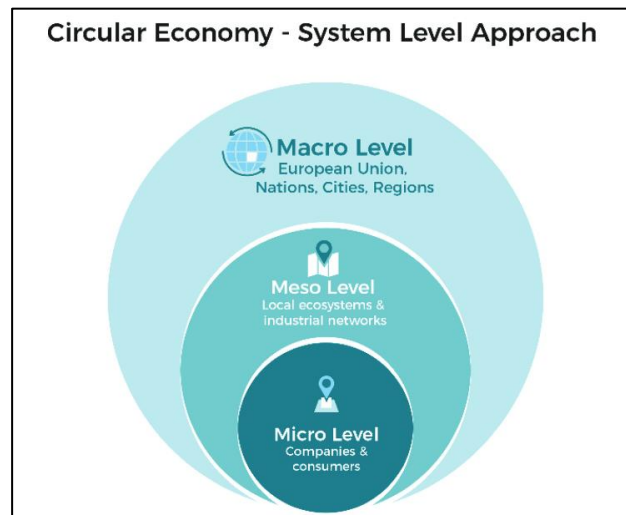 Circular Economy - System Level Approach
Macro Level
European Union,
Nations, Cities, Regions
Meso Level
Local ecosystems &
industrial networks
Micro Level
Companies &
consumers